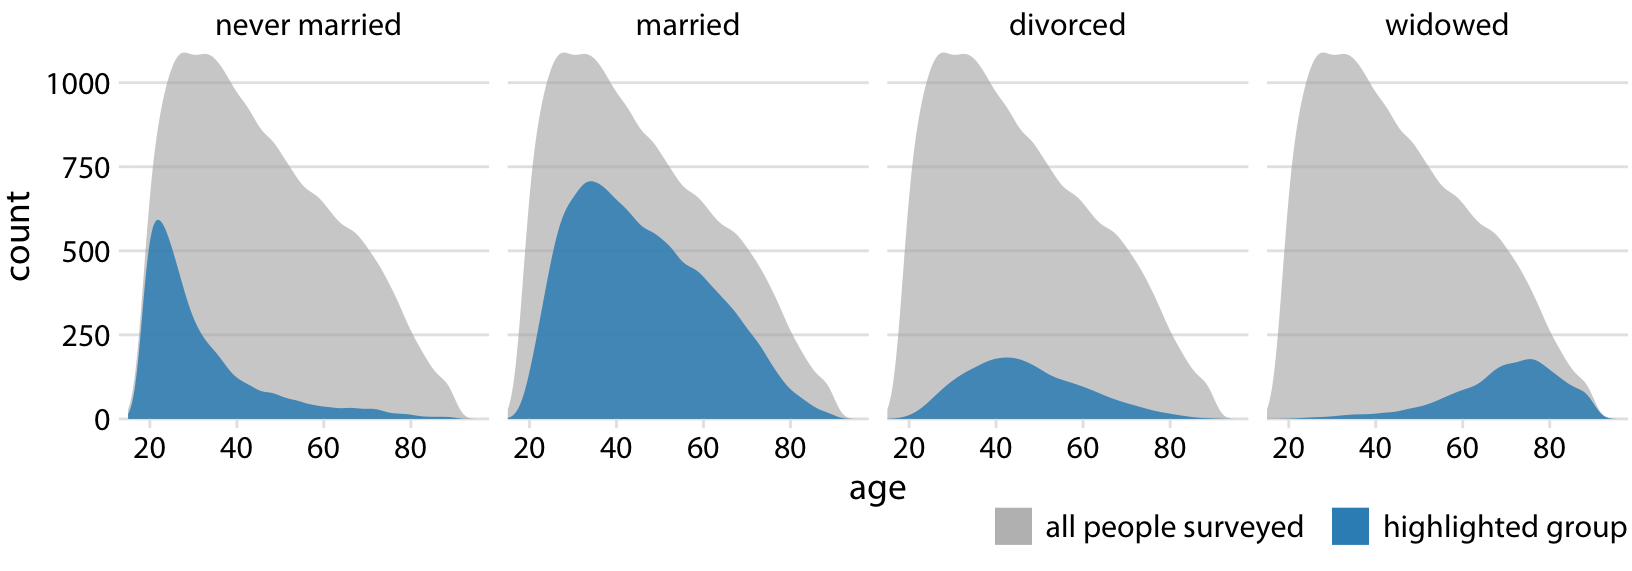 never married married divorced widowed
1000
750
500
250
0
count
20 40 60 80 20 40 60 80 20 40 60 80 20 40 60 80
age
all people surveyed highlighted group